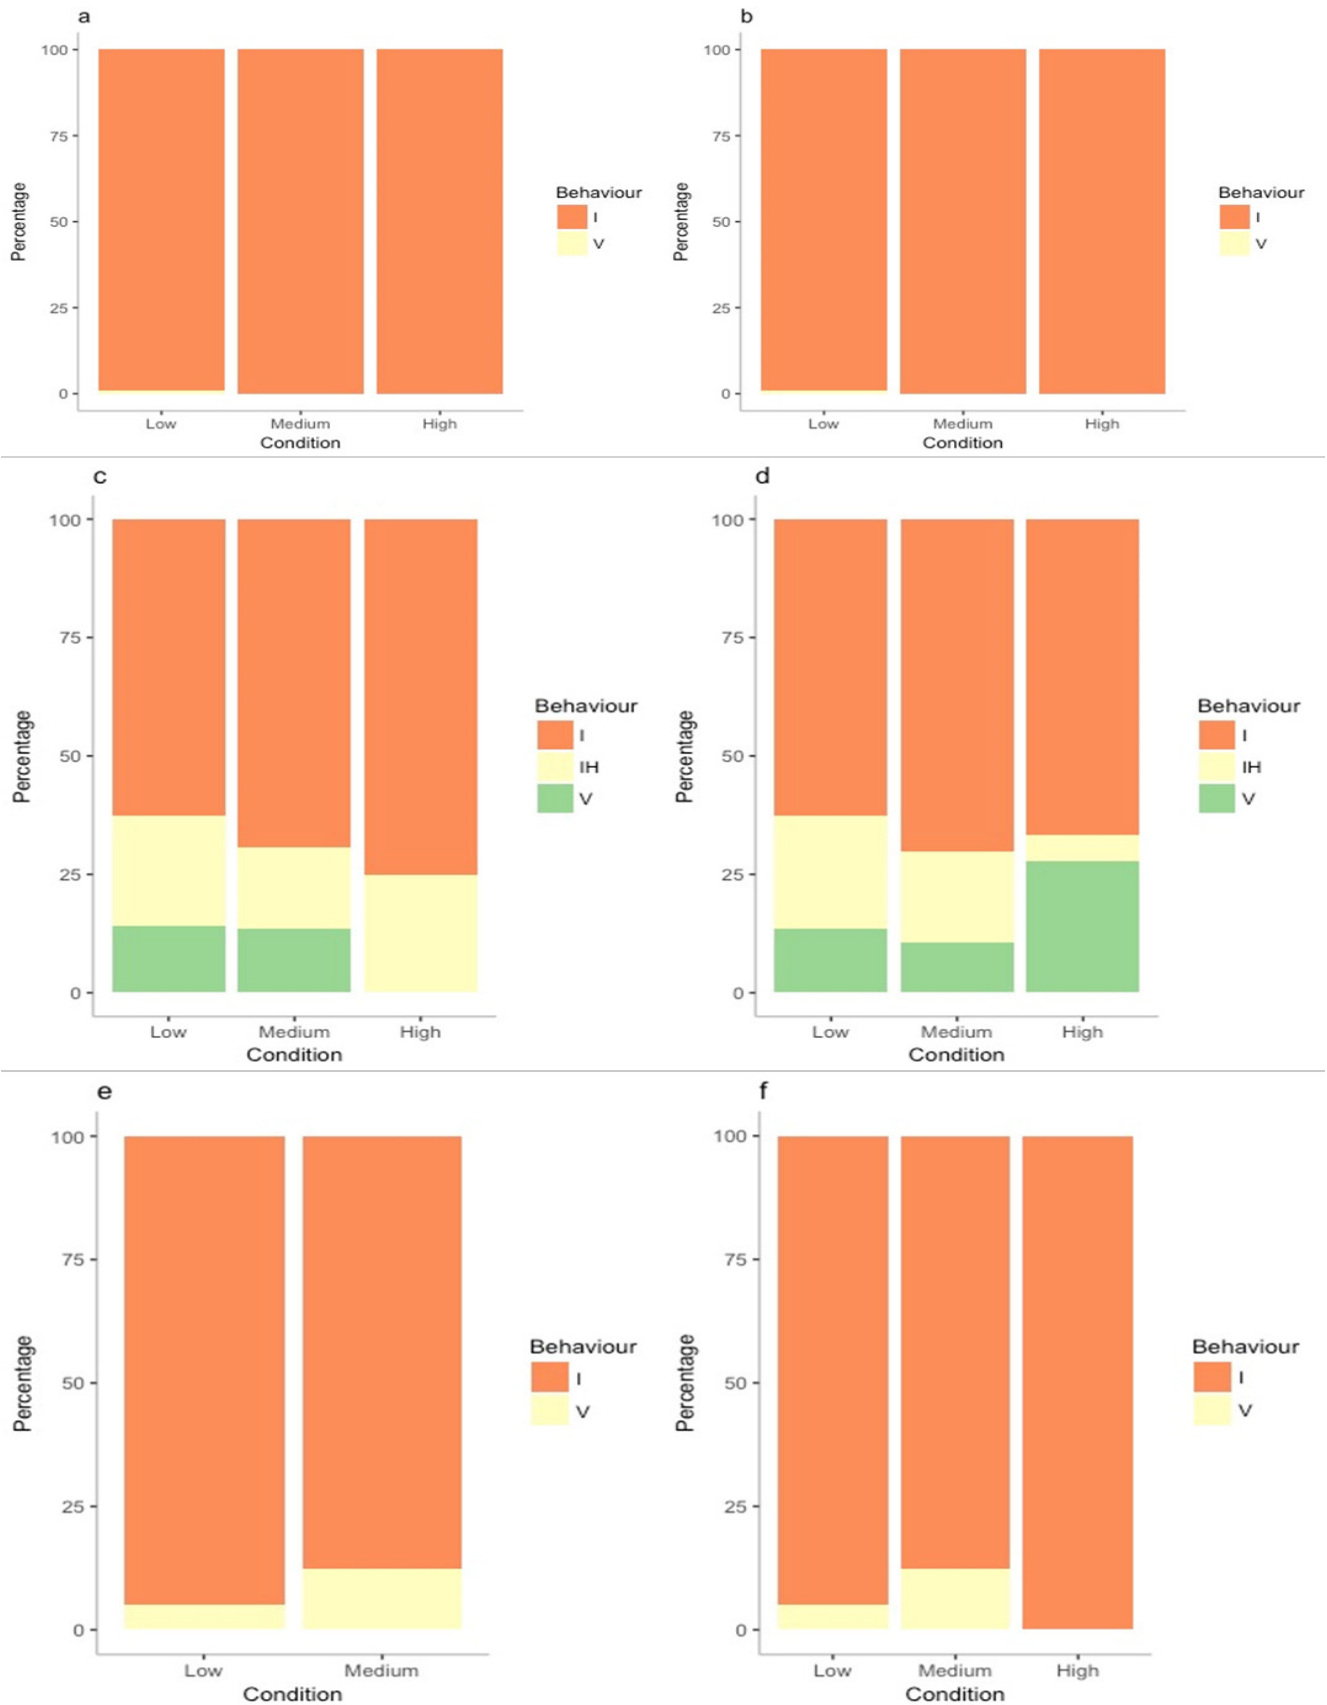 a
100
75
50
25
0
Percentage
Low Medium High
Condition
Behaviour
I
V
b
100
75
50
25
0
Percentage
Low Medium High
Condition
Behaviour
I
V
c
100
75
50
25
0
Percentage
Low Medium High
Condition
Behaviour
I
IH
V
d
100
75
50
25
0
Percentage
Low Medium High
Condition
Behaviour
I
IH
V
e
100
75
50
25
0
Percentage
Low Medium
Condition
Behaviour
I
V
f
100
75
50
25
0
Percentage
Low Medium High
Condition
Behaviour
I
V